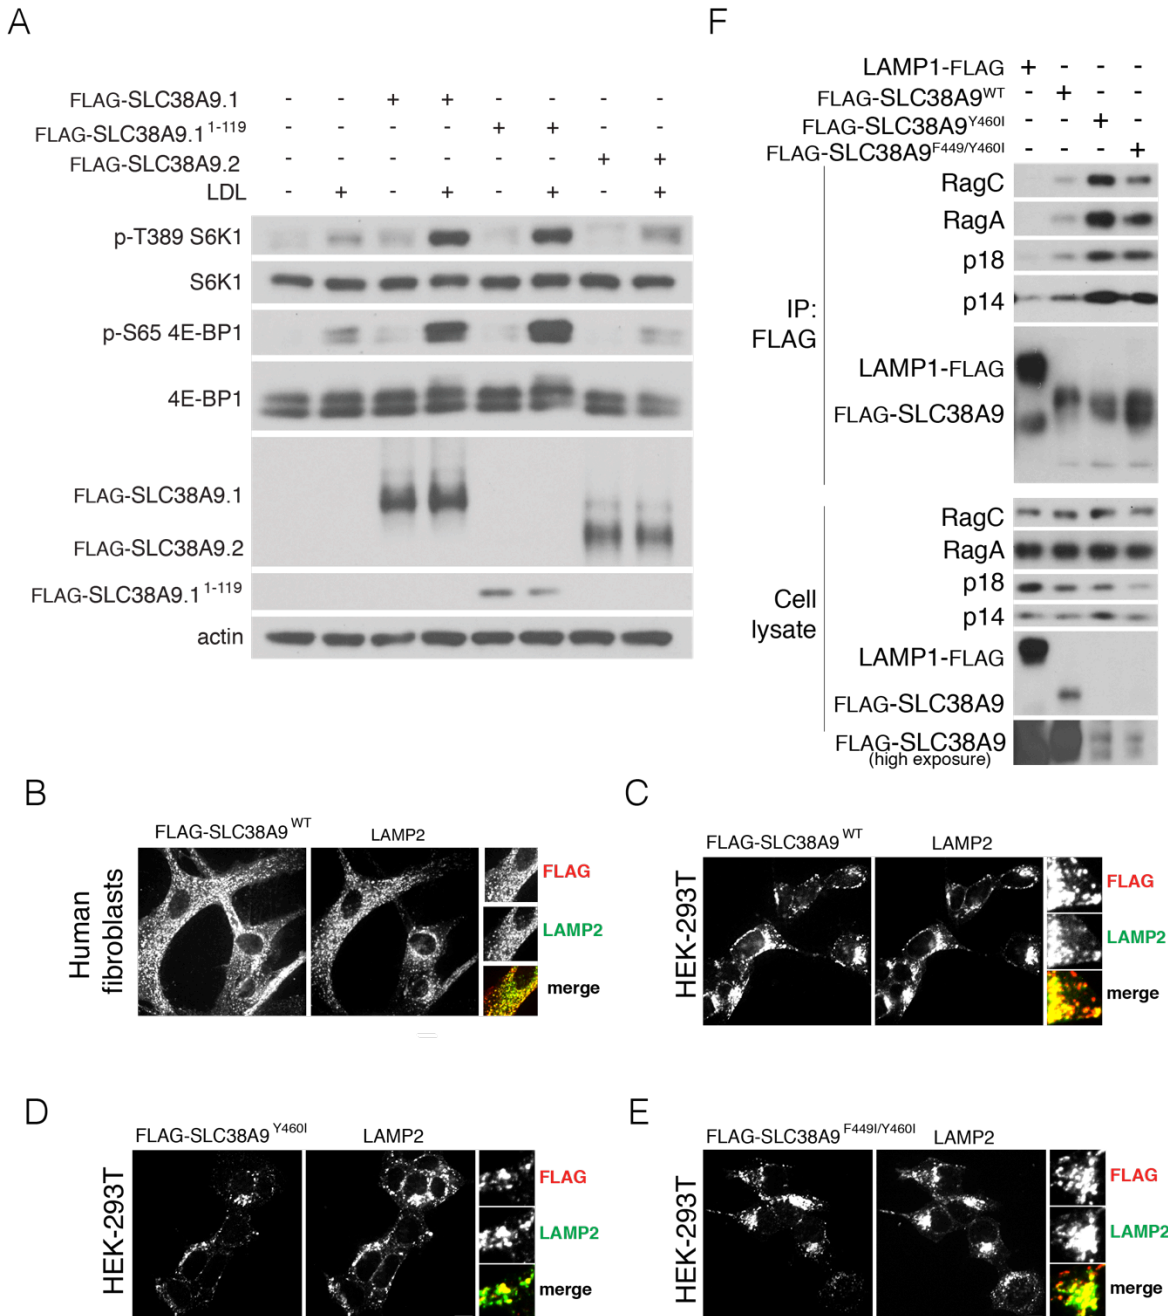 A
FLAG-SLC38A9.1 - - + + - - - -
FLAG-SLC38A9.1 1-119 - - - - + + - -
FLAG-SLC38A9.2 - - - - - - + +
LDL - + - + - + - +
p-T389 S6K1
S6K1
p-S65 4E-BP1
4E-BP1
FLAG-SLC38A9.1
FLAG-SLC38A9.2
FLAG-SLC38A9.1 1-119
actin
F
LAMP1-FLAG + - - -
FLAG-SLC38A9WT - + - -
FLAG-SLC38A9Y460I - - + -
FLAG-SLC38A9F449/Y460I - - - +
IP:
FLAG
RagC
RagA
p18
p14
LAMP1-FLAG
FLAG-SLC38A9
Cell
lysate
RagC
RagA
p18
p14
LAMP1-FLAG
FLAG-SLC38A9
FLAG-SLC38A9
(high exposure)
B
FLAG-SLC38A9 WT LAMP2
Human
fibroblasts
FLAG
LAMP2
merge
C
FLAG-SLC38A9WT LAMP2
HEK-293T
FLAG
LAMP2
merge
D
FLAG-SLC38A9 Y460I LAMP2
HEK-293T
FLAG
LAMP2
merge
E
FLAG-SLC38A9 F449I/Y460I LAMP2
HEK-293T
FLAG
LAMP2
merge